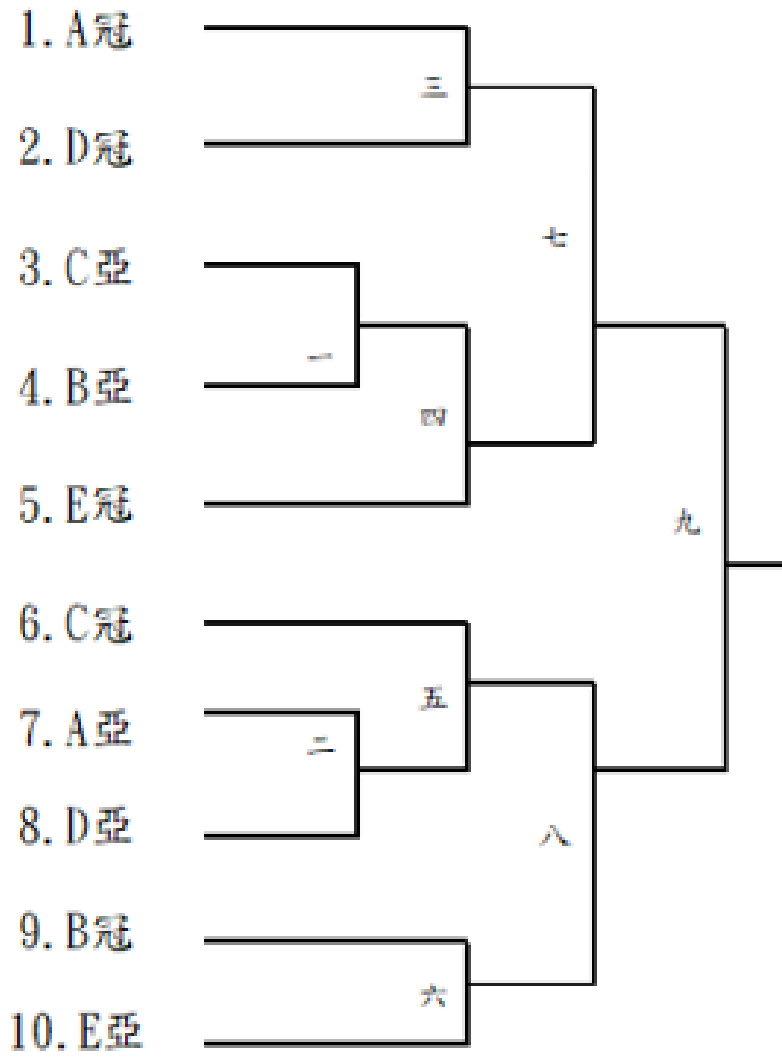 1.A冠
三
2.D冠
七
3.C亞
一
4.B亞
四
5.E冠
九
6.C冠
五
7.A亞
二
8.D亞
八
9.B冠
六
10.E亞